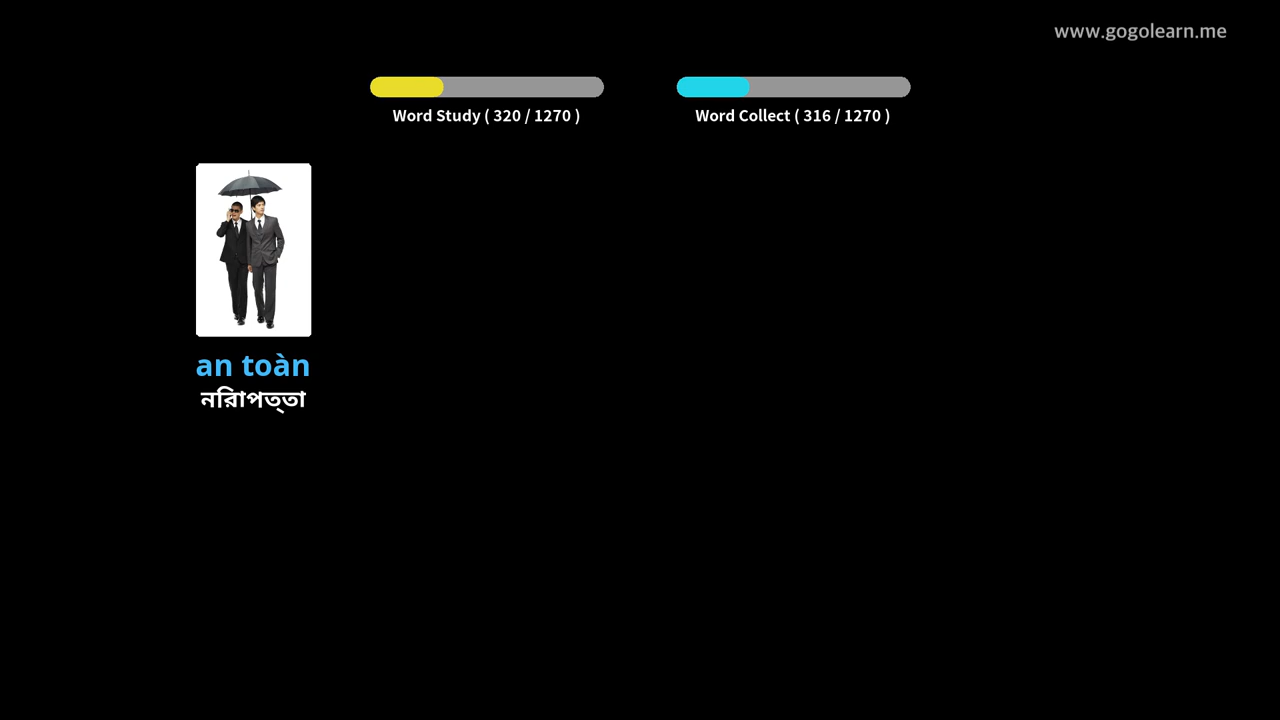 www.gogolearn.me
Word Study ( 320 / 1270 )
Word Collect ( 316 / 1270 )
an toàn
নিরাপত্তা